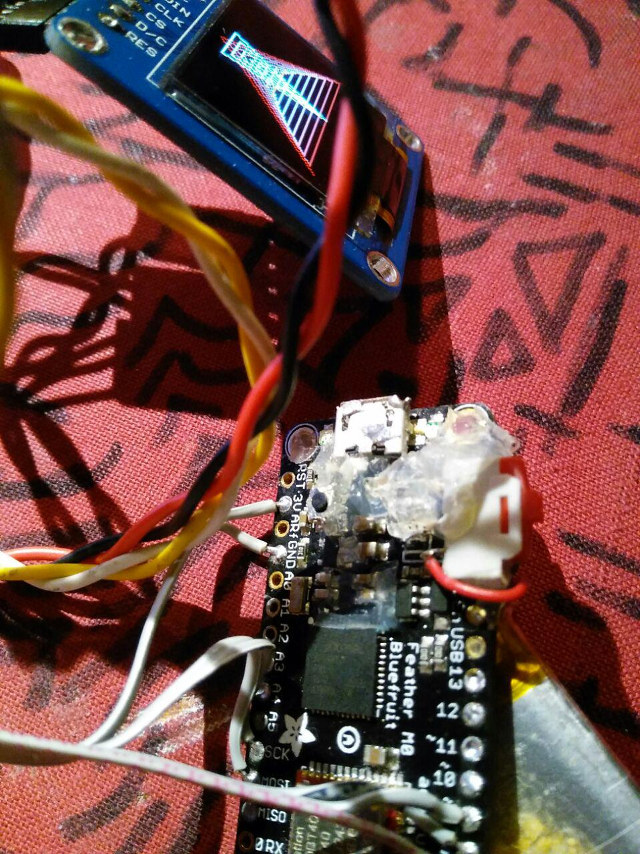 DIN
CLK
CS
D/C
RES
RST
3V
ARf
GND
A0
A1
A2
A3
A4
A5
SCK
MOSI
MISO
0RX
USB
13
12
~11
~10
Feather M0
Bluefruit